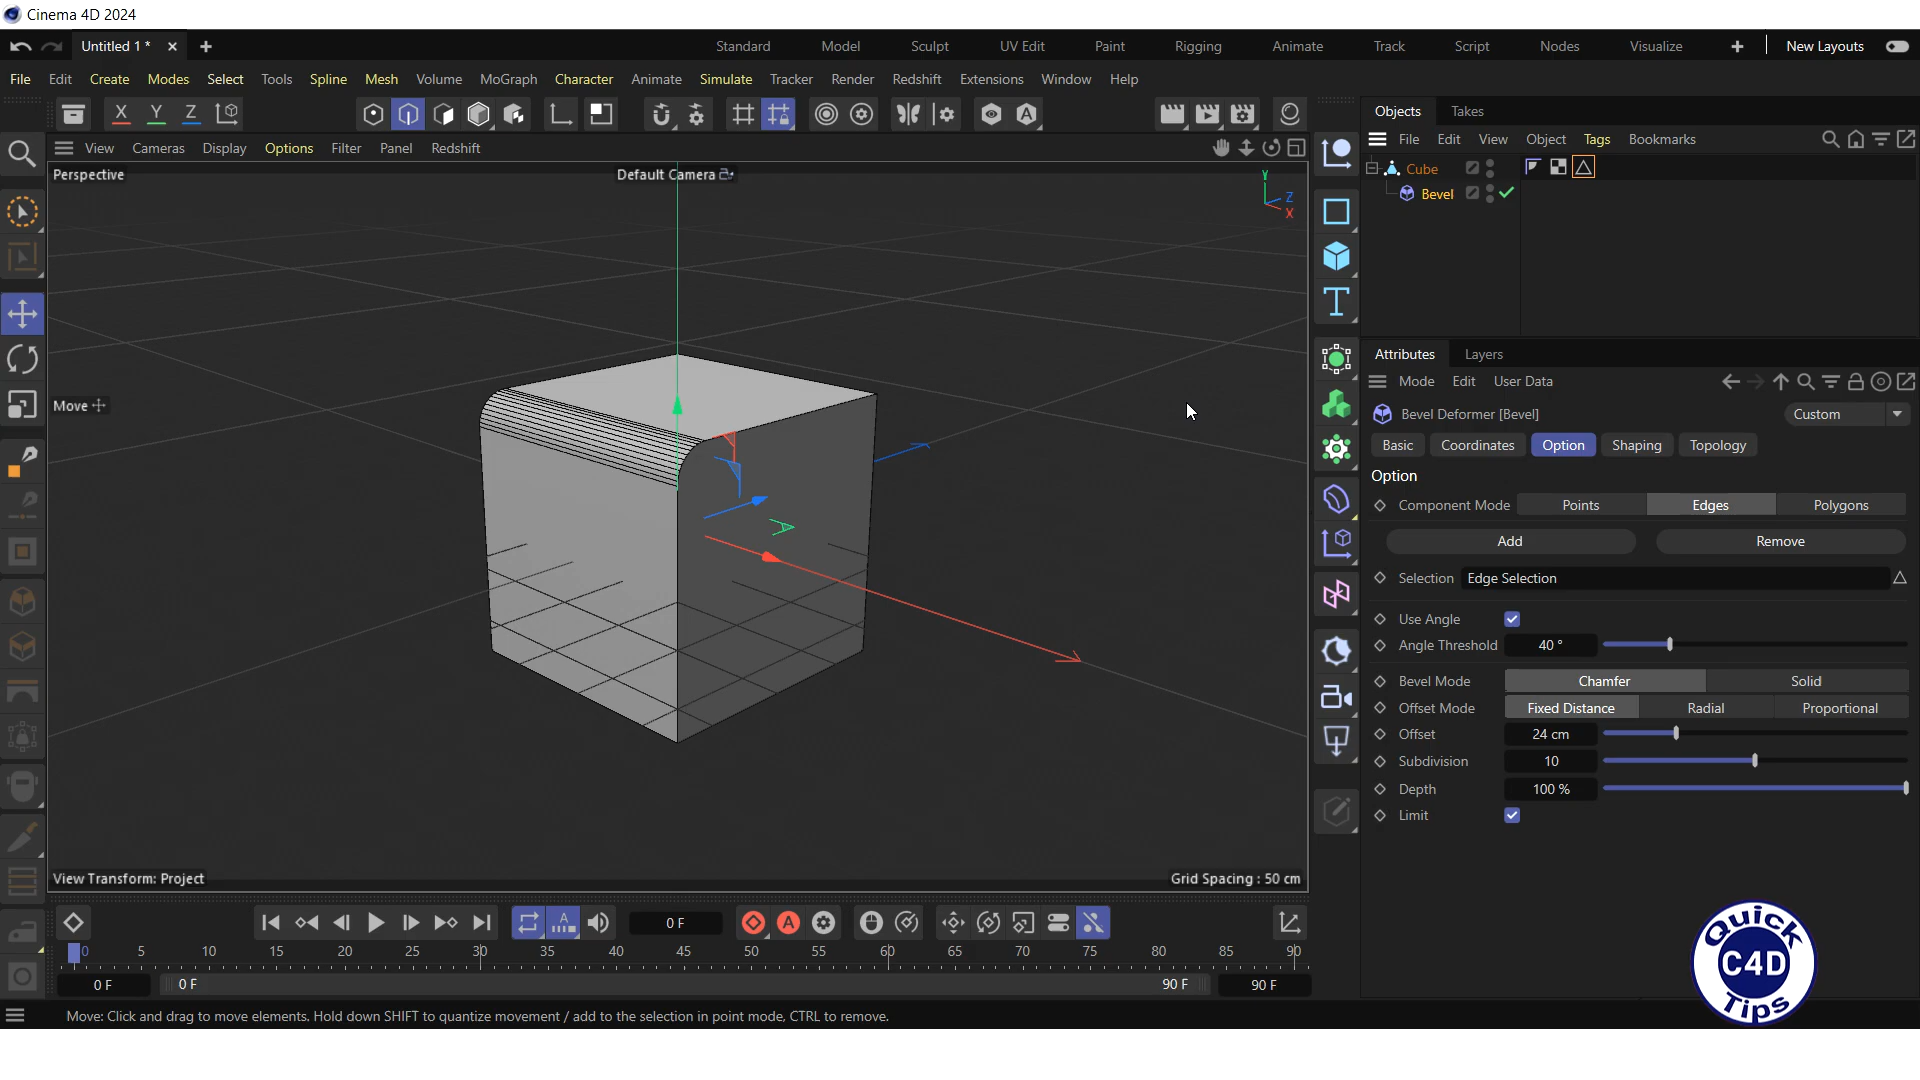 Cinema 4D 2024
Untitled 1 *
Standard Model Sculpt UV Edit Paint Rigging Animate Track Script Nodes Visualize New Layouts
File Edit Create Modes Select Tools Spline Mesh Volume MoGraph Character Animate Simulate Tracker Render Redshift Extensions Window Help
X Y Z
View Cameras Display Options Filter Panel Redshift
Perspective
Default Camera
Y
Z
X
Move
View Transform: Project
Grid Spacing : 50 cm
Objects Takes
File Edit View Object Tags Bookmarks
Cube
Bevel
Attributes Layers
Mode Edit User Data
Bevel Deformer [Bevel]
Custom
Basic Coordinates Option Shaping Topology
Option
Component Mode Points Edges Polygons
Add Remove
Selection Edge Selection
Use Angle
Angle Threshold 40 °
Bevel Mode Chamfer Solid
Offset Mode Fixed Distance Radial Proportional
Offset 24 cm
Subdivision 10
Depth 100 %
Limit
0 F
0 5 10 15 20 25 30 35 40 45 50 55 60 65 70 75 80 85 90
0 F 0 F 90 F 90 F
Move: Click and drag to move elements. Hold down SHIFT to quantize movement / add to the selection in point mode, CTRL to remove.
Quick
C4D
Tips